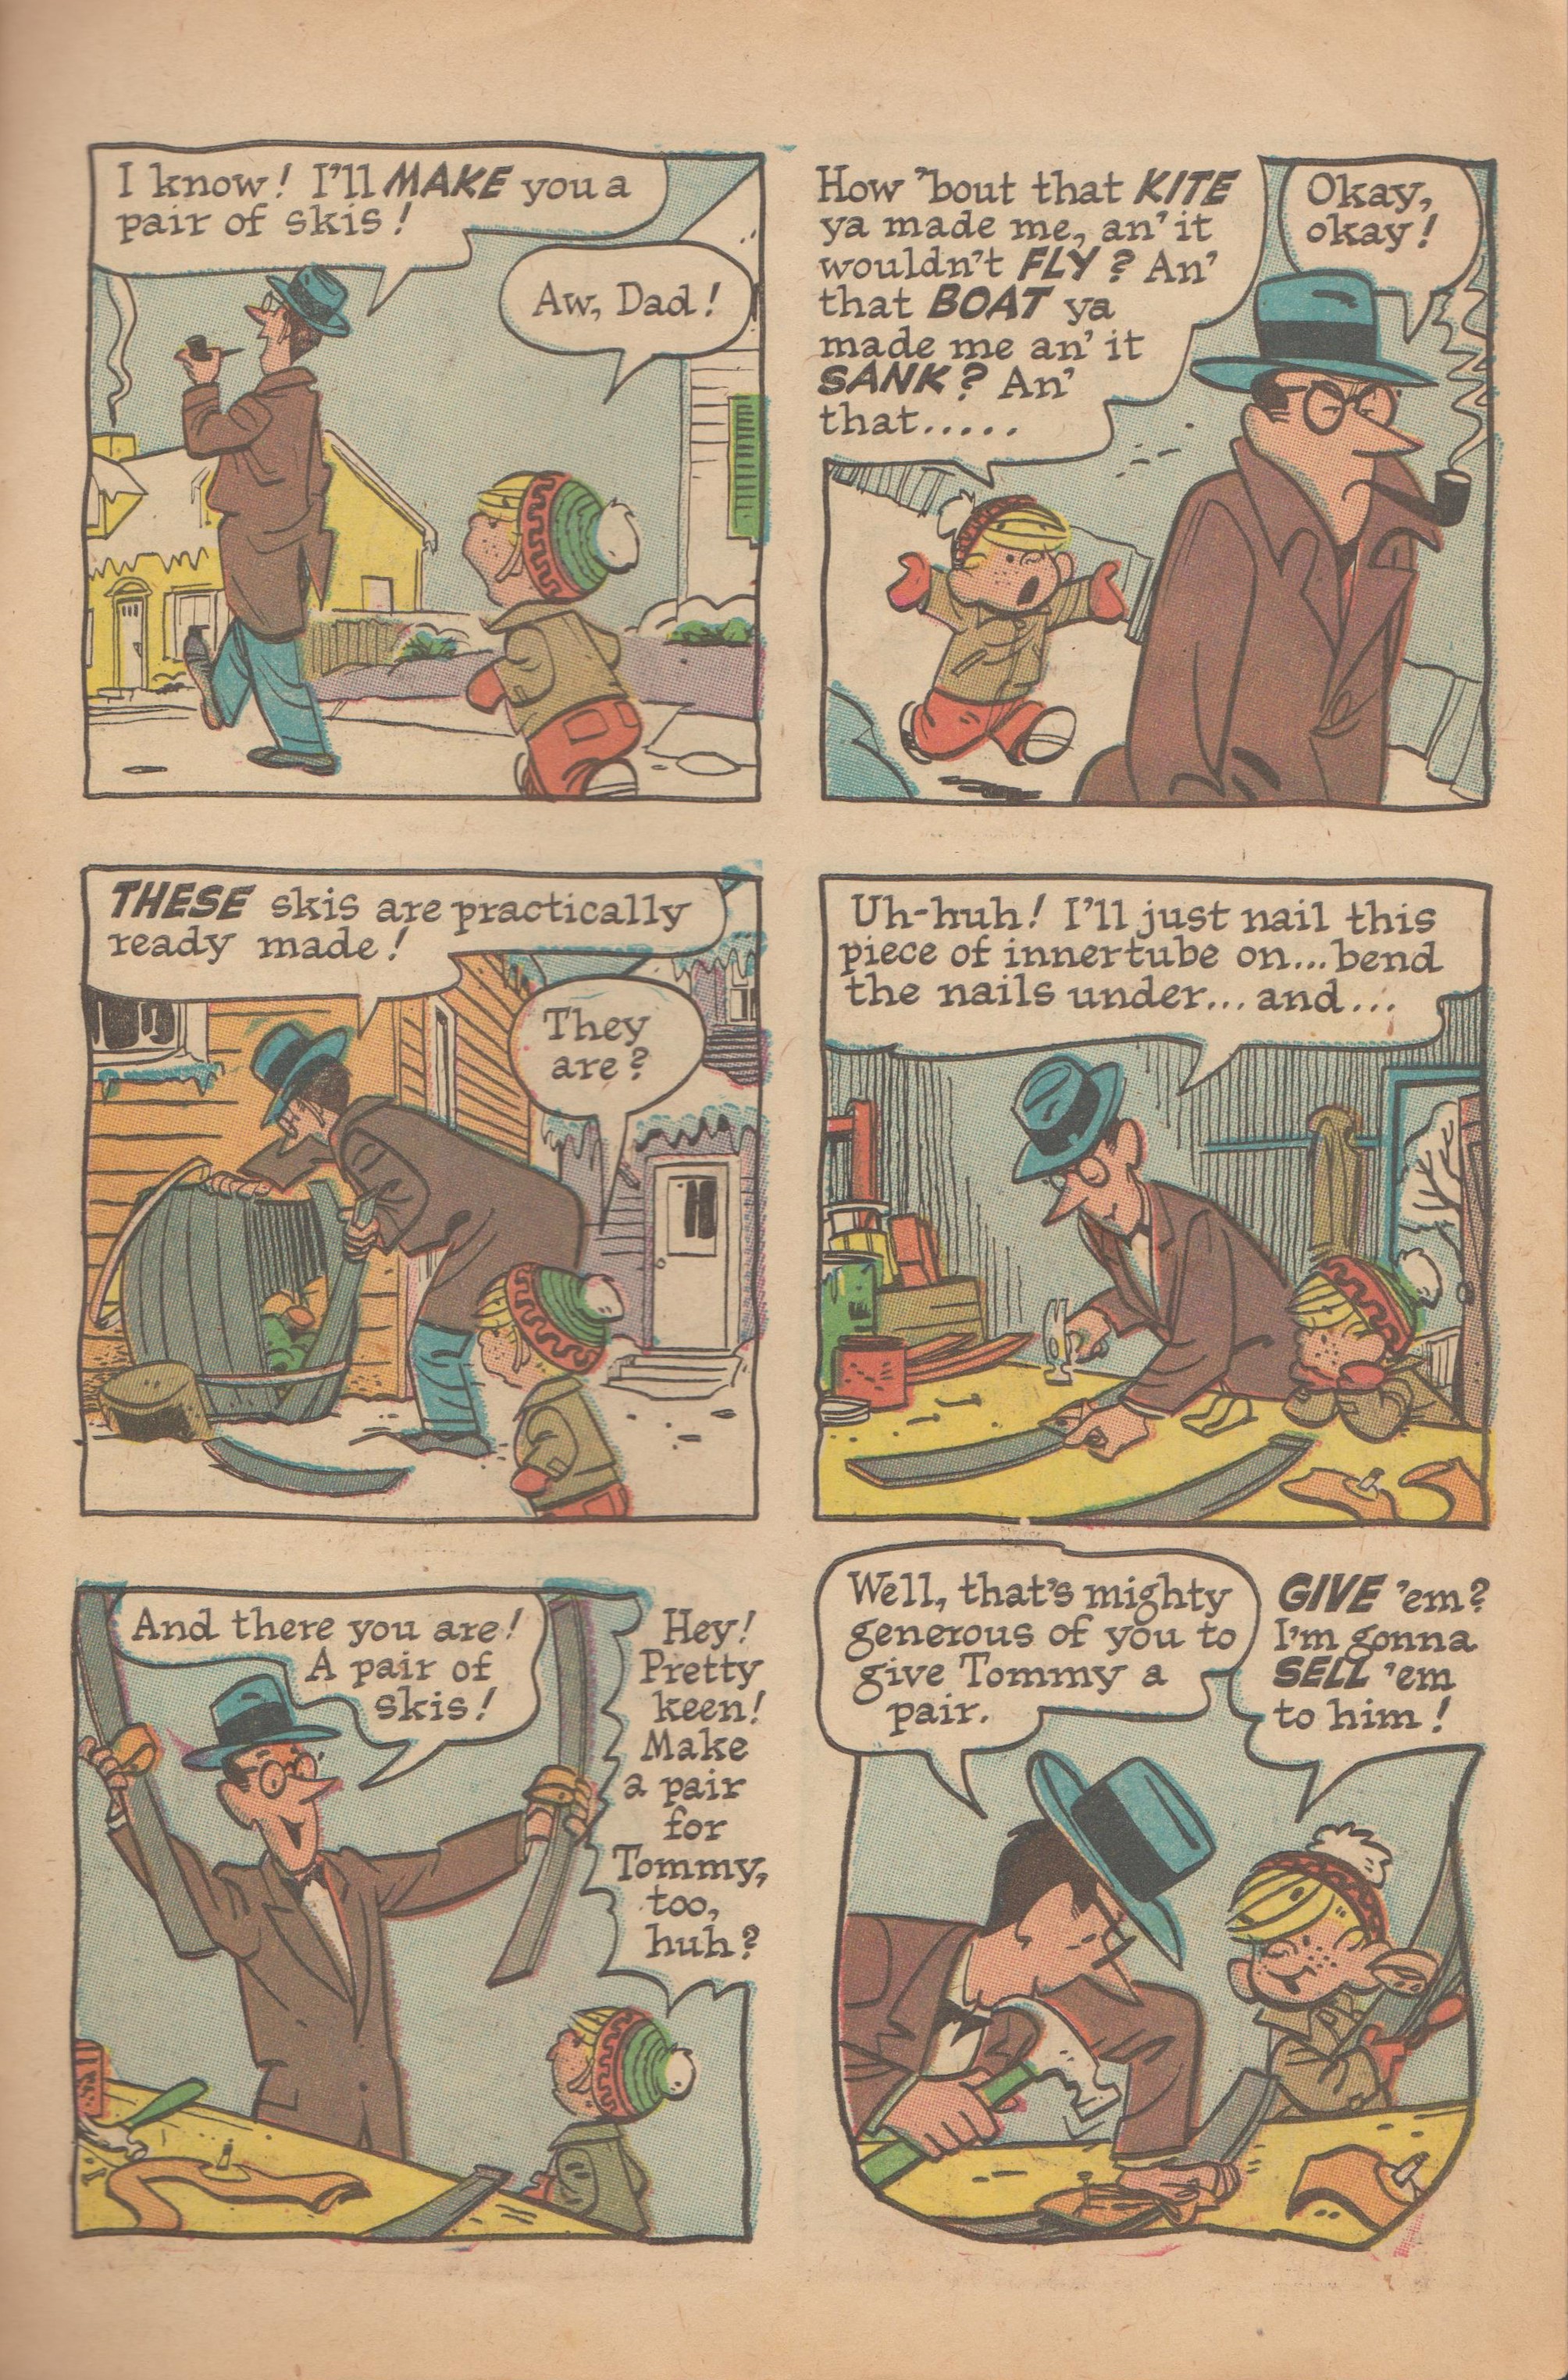 I know! I'll MAKE you a
pair of skis!
Aw, Dad!
How 'bout that KITE
ya made me, an' it
wouldn't FLY? An'
that BOAT ya
made me an' it
SANK? An'
that.....
Okay,
okay!
THESE skis are practically
ready made!
They
are?
Uh-huh! I'll just nail this
piece of innertube on...bend
the nails under... and...
And there you are!
A pair of
skis!
Hey!
Pretty
keen!
Make
a pair
for
Tommy,
too,
huh?
Well, that's mighty
generous of you to
give Tommy a
pair.
GIVE 'em?
I'm gonna
SELL 'em
to him!